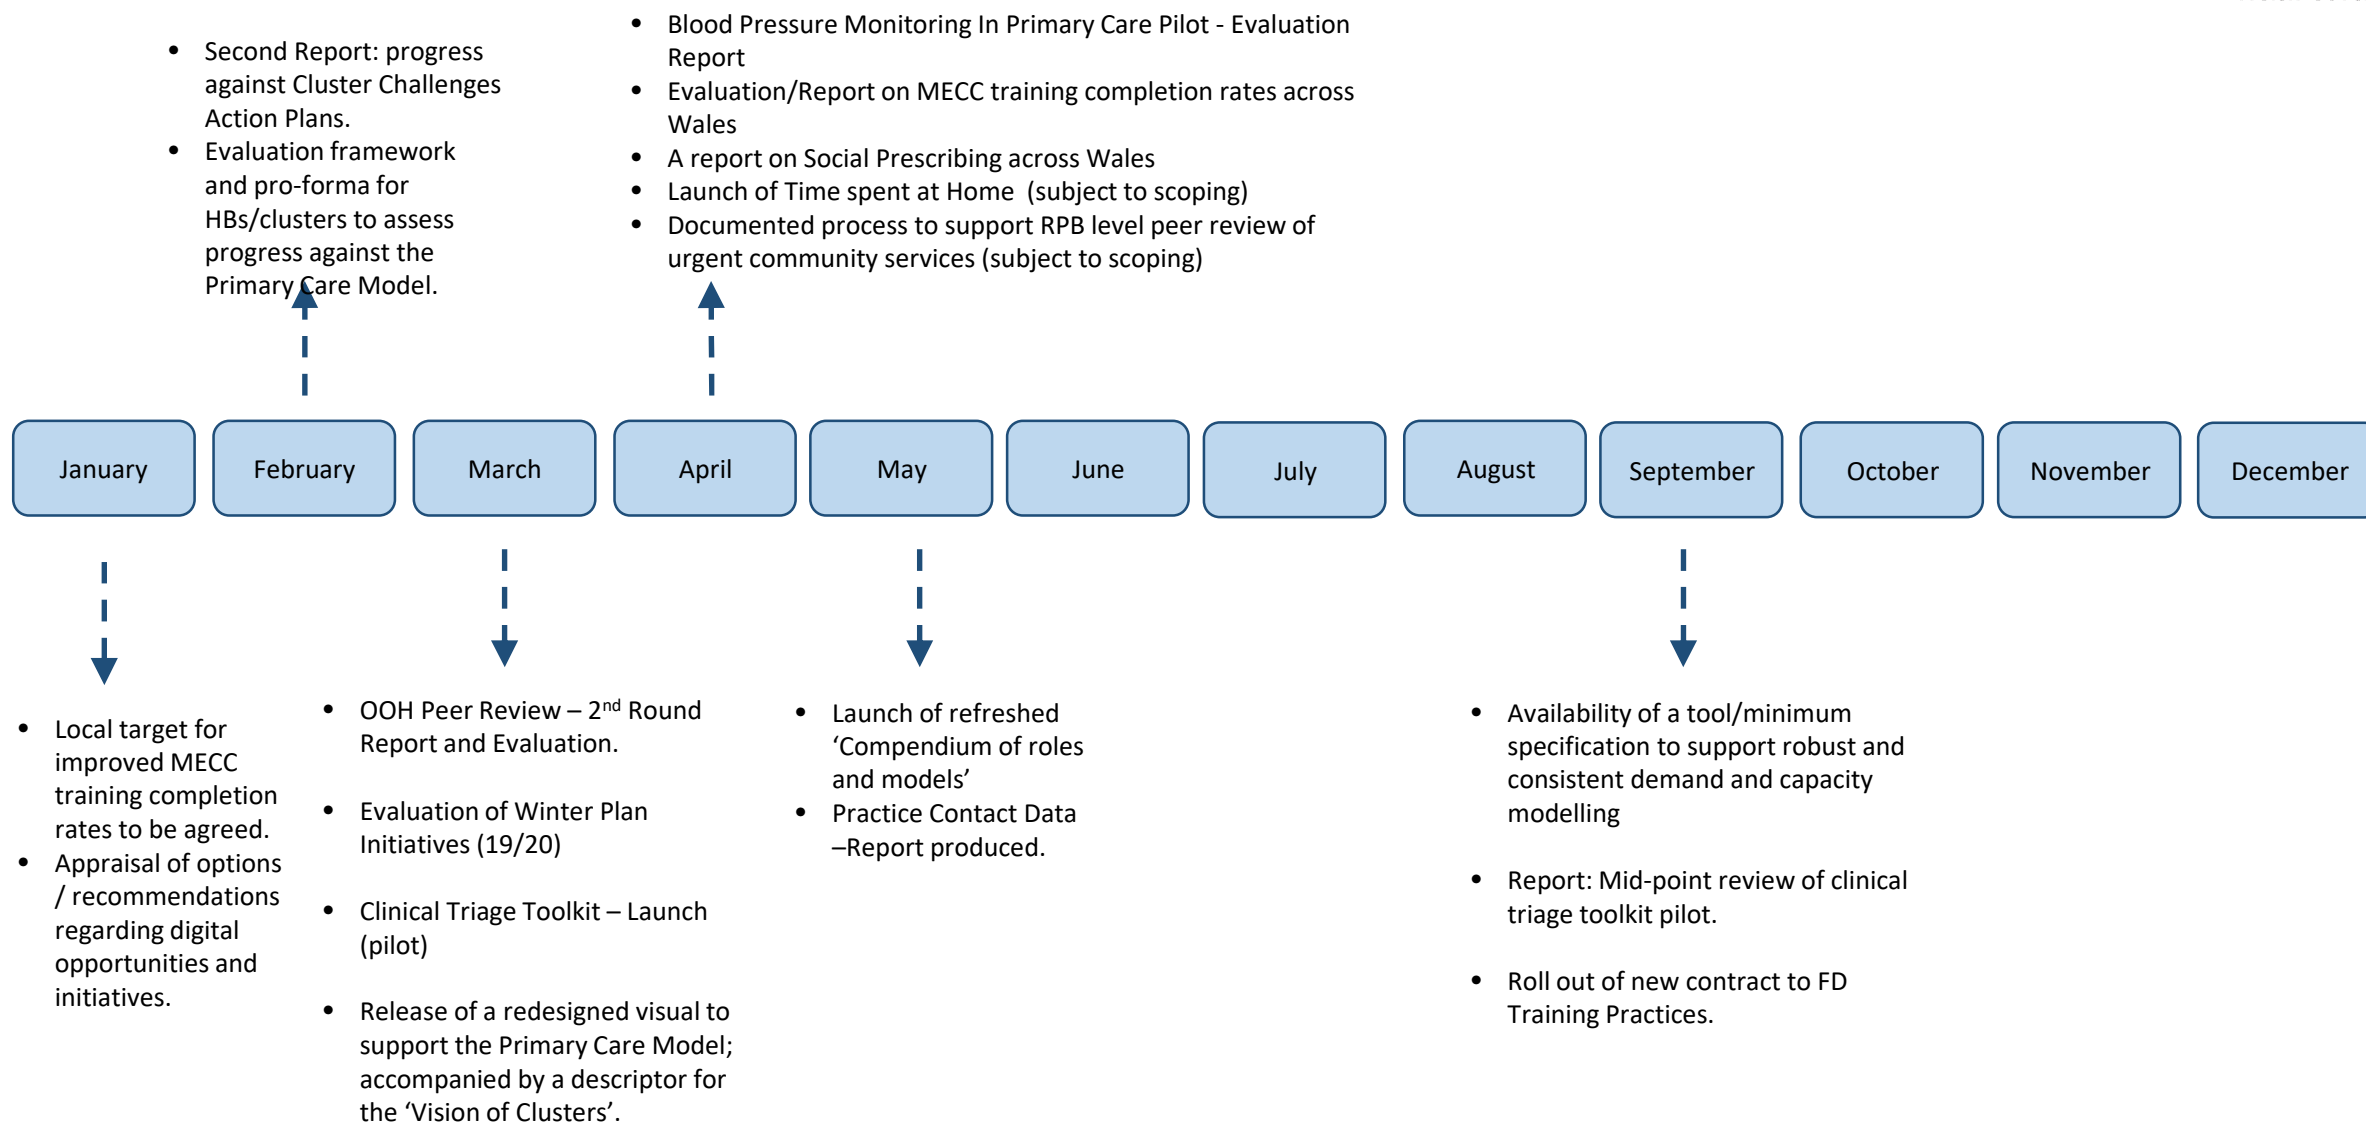 • Second Report: progress
against Cluster Challenges
Action Plans.
• Evaluation framework
and pro-forma for
HBs/clusters to assess
progress against the
Primary Care Model.
• Blood Pressure Monitoring In Primary Care Pilot - Evaluation
Report
• Evaluation/Report on MECC training completion rates across
Wales
• A report on Social Prescribing across Wales
• Launch of Time spent at Home (subject to scoping)
• Documented process to support RPB level peer review of
urgent community services (subject to scoping)
January
February
March
April
May
June
July
August
September
October
November
December
• Local target for
improved MECC
training completion
rates to be agreed.
• Appraisal of options
/ recommendations
regarding digital
opportunities and
initiatives.
• OOH Peer Review – 2nd Round
Report and Evaluation.
• Evaluation of Winter Plan
Initiatives (19/20)
• Clinical Triage Toolkit – Launch
(pilot)
• Release of a redesigned visual to
support the Primary Care Model;
accompanied by a descriptor for
the ‘Vision of Clusters’.
• Launch of refreshed
‘Compendium of roles
and models’
• Practice Contact Data
–Report produced.
• Availability of a tool/minimum
specification to support robust and
consistent demand and capacity
modelling
• Report: Mid-point review of clinical
triage toolkit pilot.
• Roll out of new contract to FD
Training Practices.